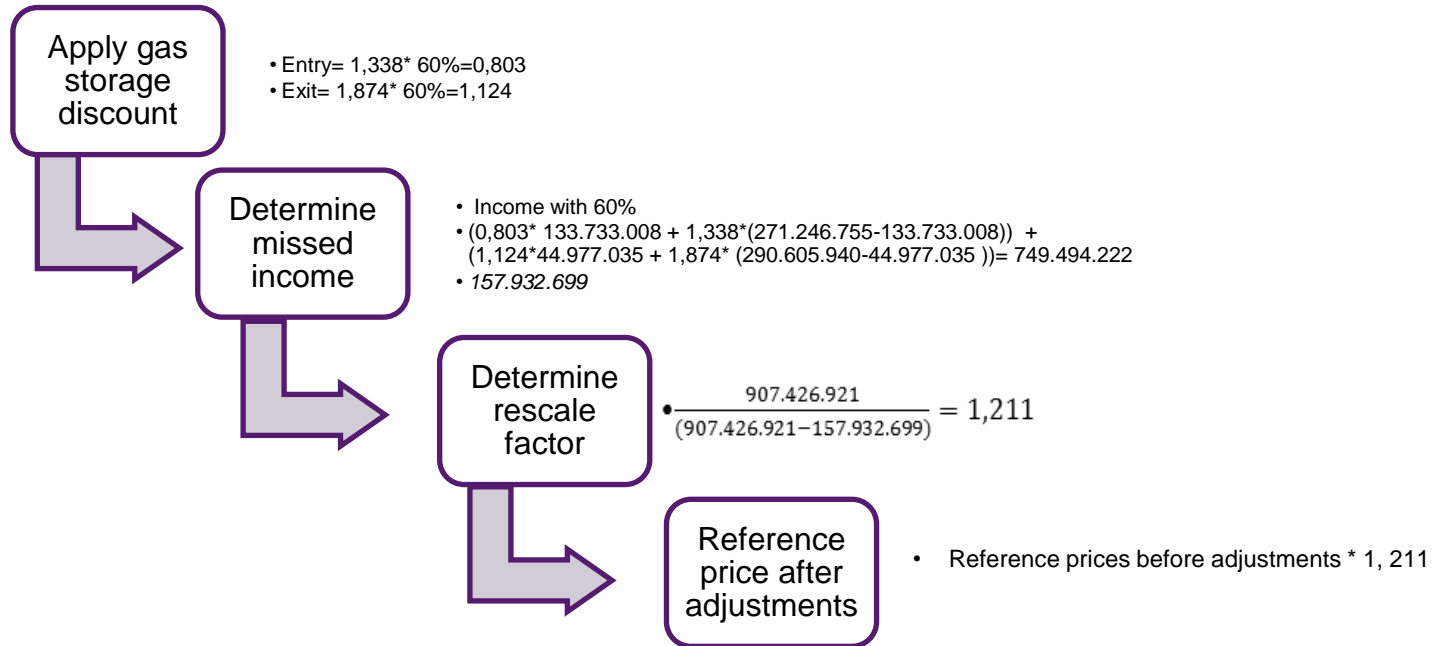 Apply gas
storage
discount
• Entry= 1,338* 60%=0,803
• Exit= 1,874* 60%=1,124
Determine
missed
income
• Income with 60%
• (0,803* 133.733.008 + 1,338*(271.246.755-133.733.008)) +
(1,124*44.977.035 + 1,874* (290.605.940-44.977.035 ))= 749.494.222
• 157.932.699
Determine
rescale
factor
• 907.426.921
(907.426.921−157.932.699) = 1,211
Reference
price after
adjustments
• Reference prices before adjustments * 1, 211